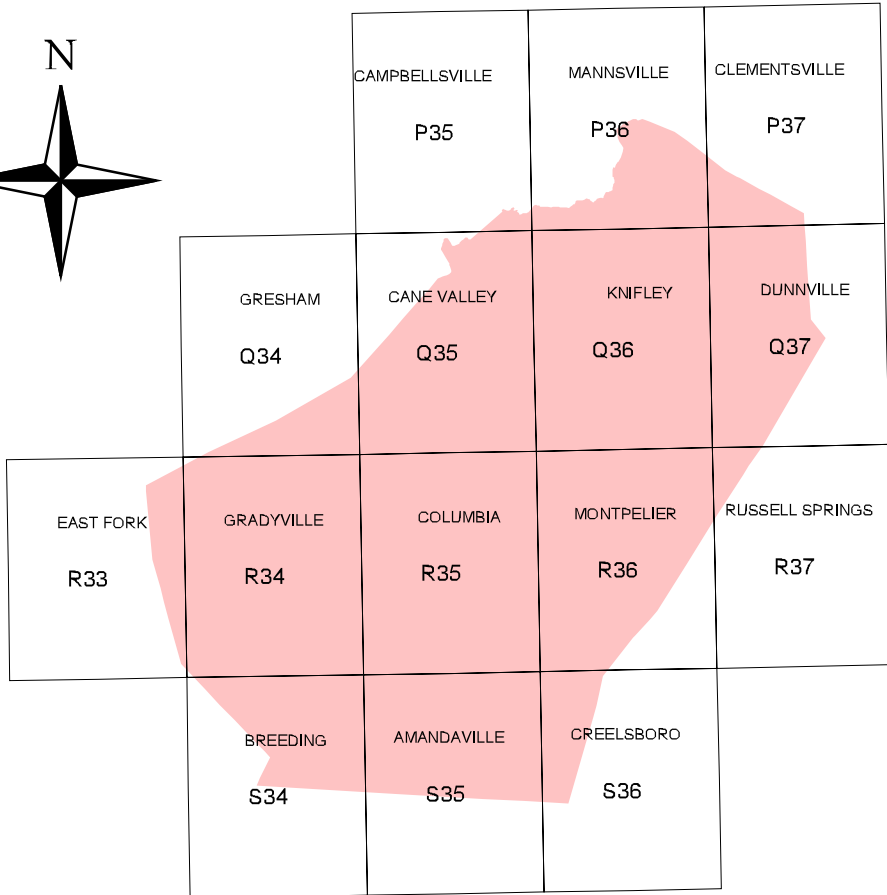 N
CAMPBELLSVILLE
P35
MANNSVILLE
P36
CLEMENTSVILLE
P37
GRESHAM
Q34
CANE VALLEY
Q35
KNIFLEY
Q36
DUNNVILLE
Q37
EAST FORK
R33
GRADYVILLE
R34
COLUMBIA
R35
MONTPELIER
R36
RUSSELL SPRINGS
R37
BREEDING
S34
AMANDAVILLE
S35
CREELSBORO
S36